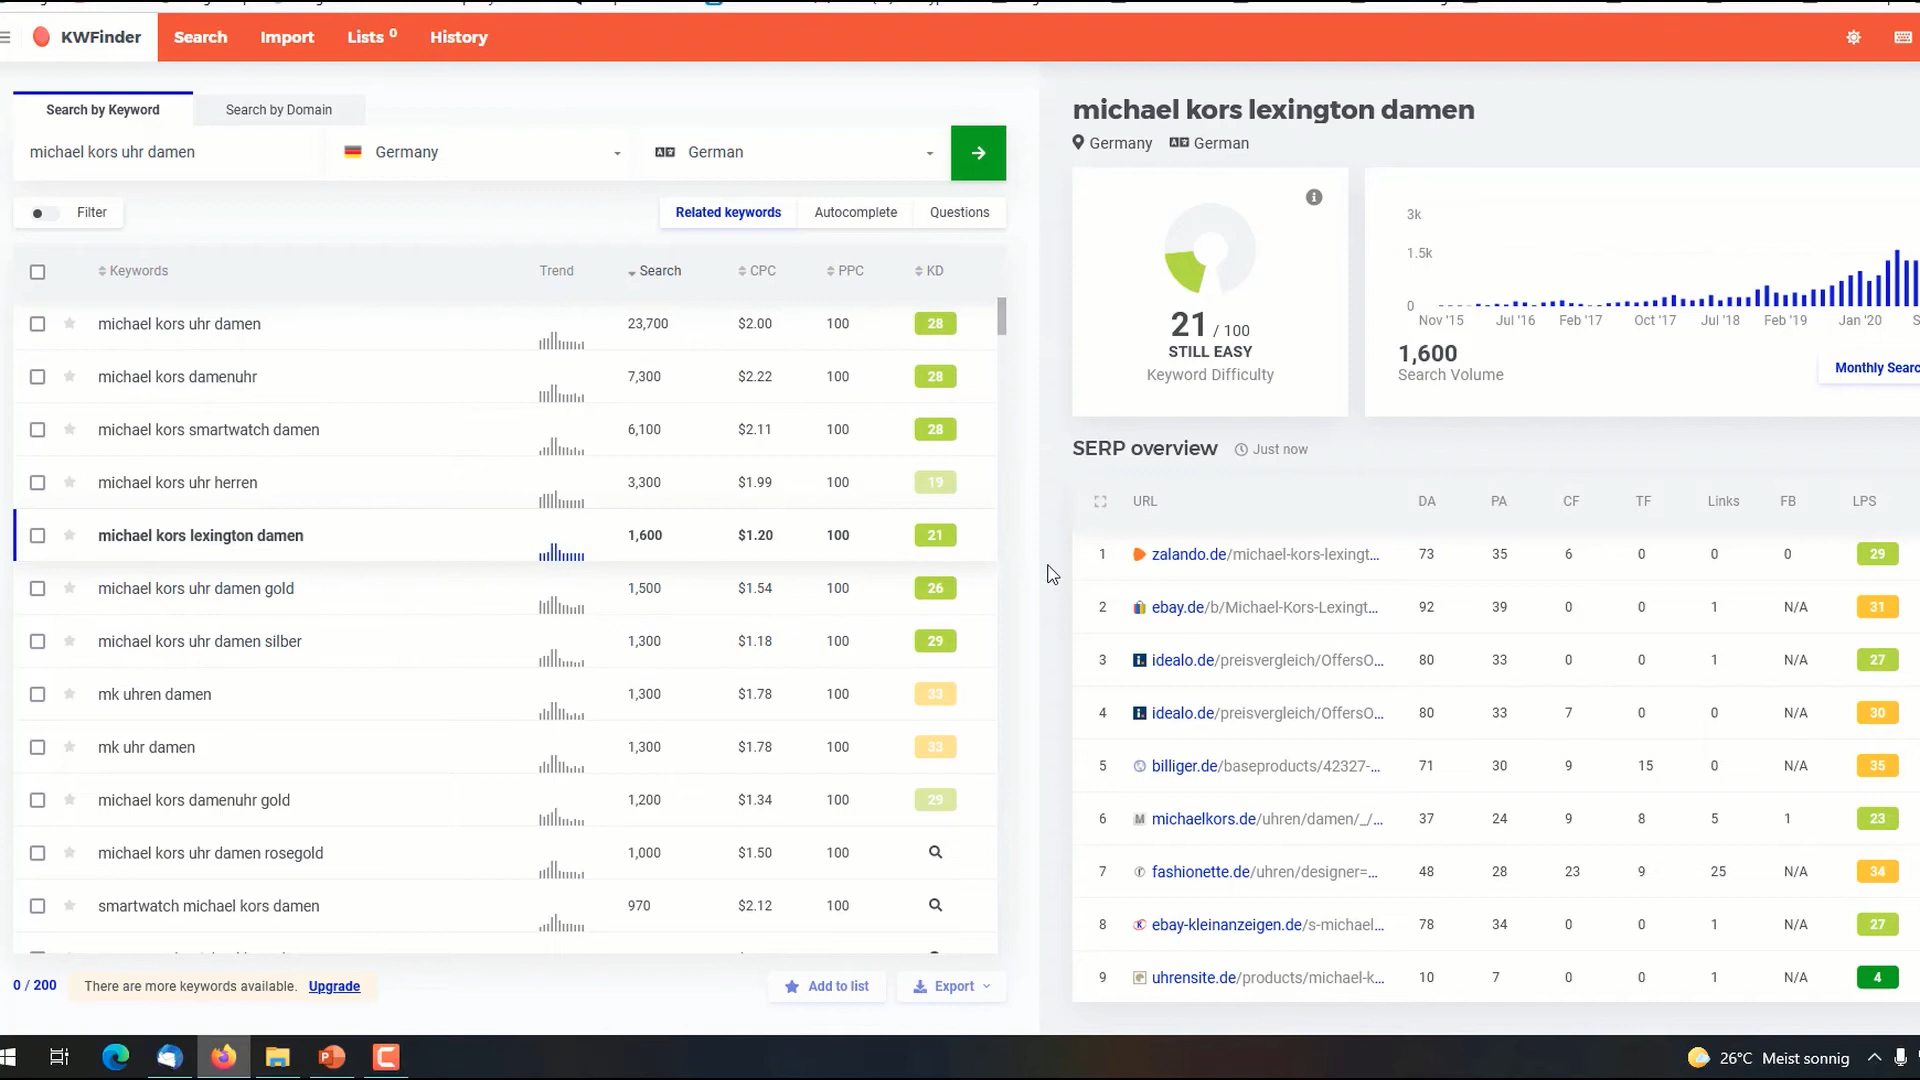 KWFinder Search Import Lists 0 History
Search by Keyword Search by Domain
michael kors uhr damen Germany German
Filter Related keywords Autocomplete Questions
Keywords Trend Search CPC PPC KD
michael kors uhr damen 23,700 $2.00 100 28
michael kors damenuhr 7,300 $2.22 100 28
michael kors smartwatch damen 6,100 $2.11 100 28
michael kors uhr herren 3,300 $1.99 100 19
michael kors lexington damen 1,600 $1.20 100 21
michael kors uhr damen gold 1,500 $1.54 100 26
michael kors uhr damen silber 1,300 $1.18 100 29
mk uhren damen 1,300 $1.78 100 33
mk uhr damen 1,300 $1.78 100 33
michael kors damenuhr gold 1,200 $1.34 100 29
michael kors uhr damen rosegold 1,000 $1.50 100
smartwatch michael kors damen 970 $2.12 100
0 / 200 There are more keywords available. Upgrade Add to list Export
michael kors lexington damen
Germany German
21 / 100
STILL EASY
Keyword Difficulty
3k
1.5k
0
Nov '15 Jul '16 Feb '17 Oct '17 Jul '18 Feb '19 Jan '20 S
1,600
Search Volume
Monthly Searc
SERP overview Just now
URL DA PA CF TF Links FB LPS
1 zalando.de/michael-kors-lexingt... 73 35 6 0 0 0 29
2 ebay.de/b/Michael-Kors-Lexingt... 92 39 0 0 1 N/A 31
3 idealo.de/preisvergleich/OffersO... 80 33 0 0 1 N/A 27
4 idealo.de/preisvergleich/OffersO... 80 33 7 0 0 N/A 30
5 billiger.de/baseproducts/42327-... 71 30 9 15 0 N/A 35
6 michaelkors.de/uhren/damen/_/... 37 24 9 8 5 1 23
7 fashionette.de/uhren/designer=... 48 28 23 9 25 N/A 34
8 ebay-kleinanzeigen.de/s-michael... 78 34 0 0 1 N/A 27
9 uhrensite.de/products/michael-k... 10 7 0 0 1 N/A 4
26°C Meist sonnig